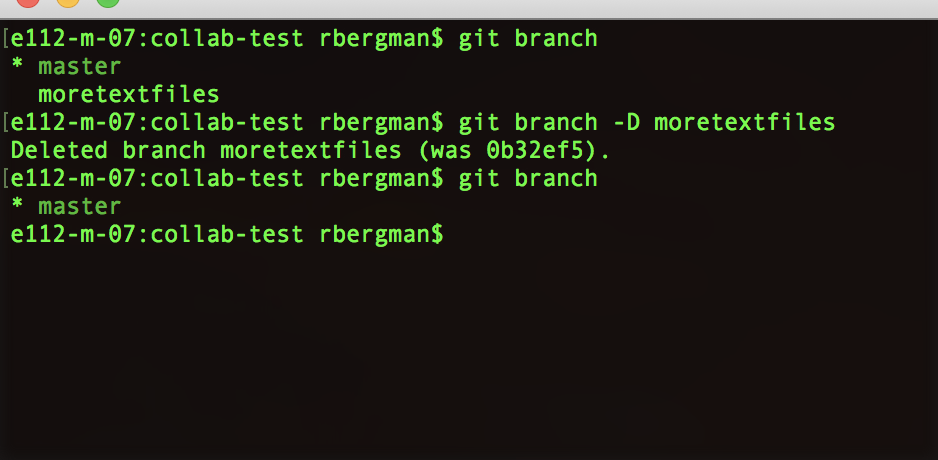 [e112-m-07:collab-test rbergman$ git branch
* master
  moretextfiles
[e112-m-07:collab-test rbergman$ git branch -D moretextfiles
Deleted branch moretextfiles (was 0b32ef5).
[e112-m-07:collab-test rbergman$ git branch
* master
e112-m-07:collab-test rbergman$